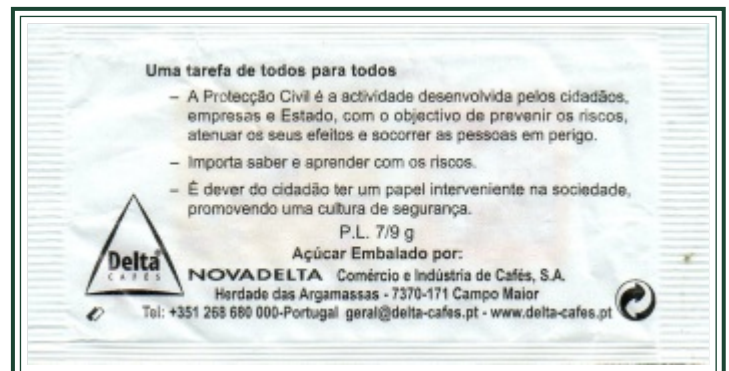 Uma tarefa de todos para todos
– A Protecção Civil é a actividade desenvolvida pelos cidadãos,
empresas e Estado, com o objectivo de prevenir os riscos,
atenuar os seus efeitos e socorrer as pessoas em perigo.
– Importa saber e aprender com os riscos.
– É dever do cidadão ter um papel interveniente na sociedade,
promovendo uma cultura de segurança.
P.L. 7/9 g
Açúcar Embalado por:
Delta®
CAFÉS
NOVADELTA Comércio e Indústria de Cafés, S.A.
Herdade das Argamassas - 7370-171 Campo Maior
Tel: +351 268 680 000-Portugal geral@delta-cafes.pt - www.delta-cafes.pt